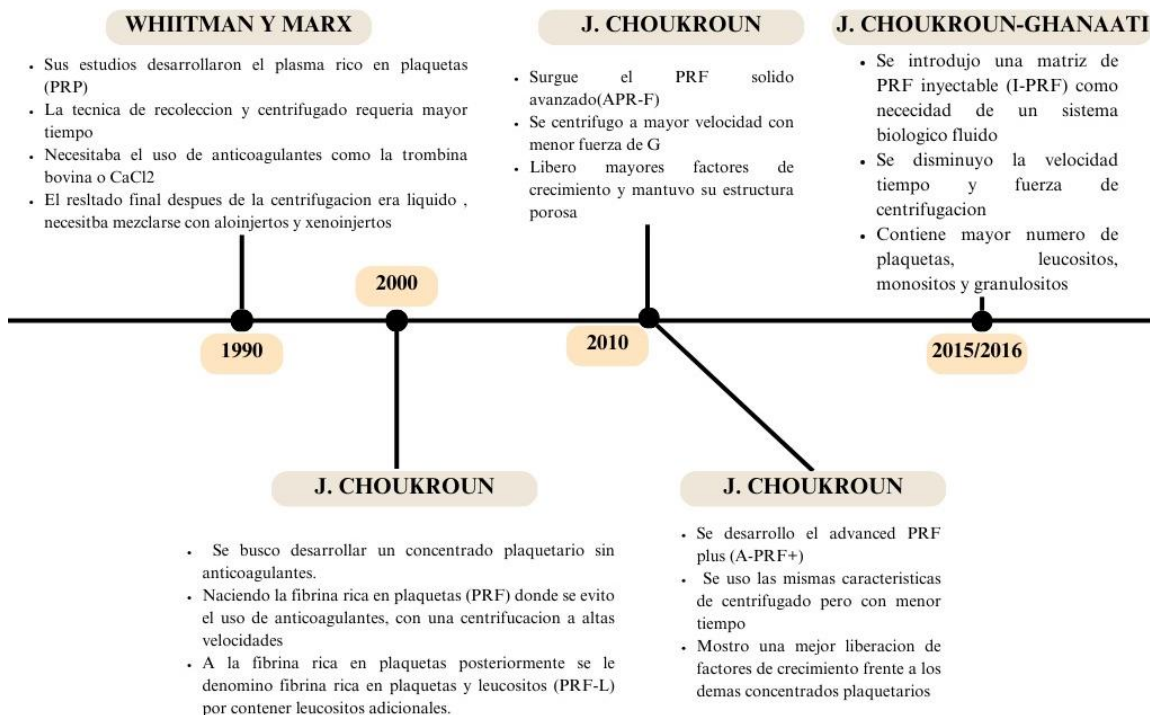 WHIITMAN Y MARX
• Sus estudios desarrollaron el plasma rico en plaquetas
(PRP)
• La tecnica de recoleccion y centrifugado requeria mayor
tiempo
• Necesitaba el uso de anticoagulantes como la trombina
bovina o CaCl2
• El resltado final despues de la centrifugacion era liquido ,
necesitba mezclarse con aloinjertos y xenoinjertos
1990
2000
J. CHOUKROUN
• Se busco desarrollar un concentrado plaquetario sin
anticoagulantes.
• Naciendo la fibrina rica en plaquetas (PRF) donde se evito
el uso de anticoagulantes, con una centrifucacion a altas
velocidades
• A la fibrina rica en plaquetas posteriormente se le
denomino fibrina rica en plaquetas y leucositos (PRF-L)
por contener leucositos adicionales.
J. CHOUKROUN
• Surgue el PRF solido
avanzado(APR-F)
• Se centrifugo a mayor velocidad con
menor fuerza de G
• Libero mayores factores de
crecimiento y mantuvo su estructura
porosa
2010
J. CHOUKROUN
• Se desarrollo el advanced PRF
plus (A-PRF+)
• Se uso las mismas caracteristicas
de centrifugado pero con menor
tiempo
• Mostro una mejor liberacion de
factores de crecimiento frente a los
demas concentrados plaquetarios
J. CHOUKROUN-GHANAATI
• Se introdujo una matriz de
PRF inyectable (I-PRF) como
nececidad de un sistema
biologico fluido
• Se disminuyo la velocidad
tiempo y fuerza de
centrifugacion
• Contiene mayor numero de
plaquetas, leucositos,
monositos y granulositos
2015/2016